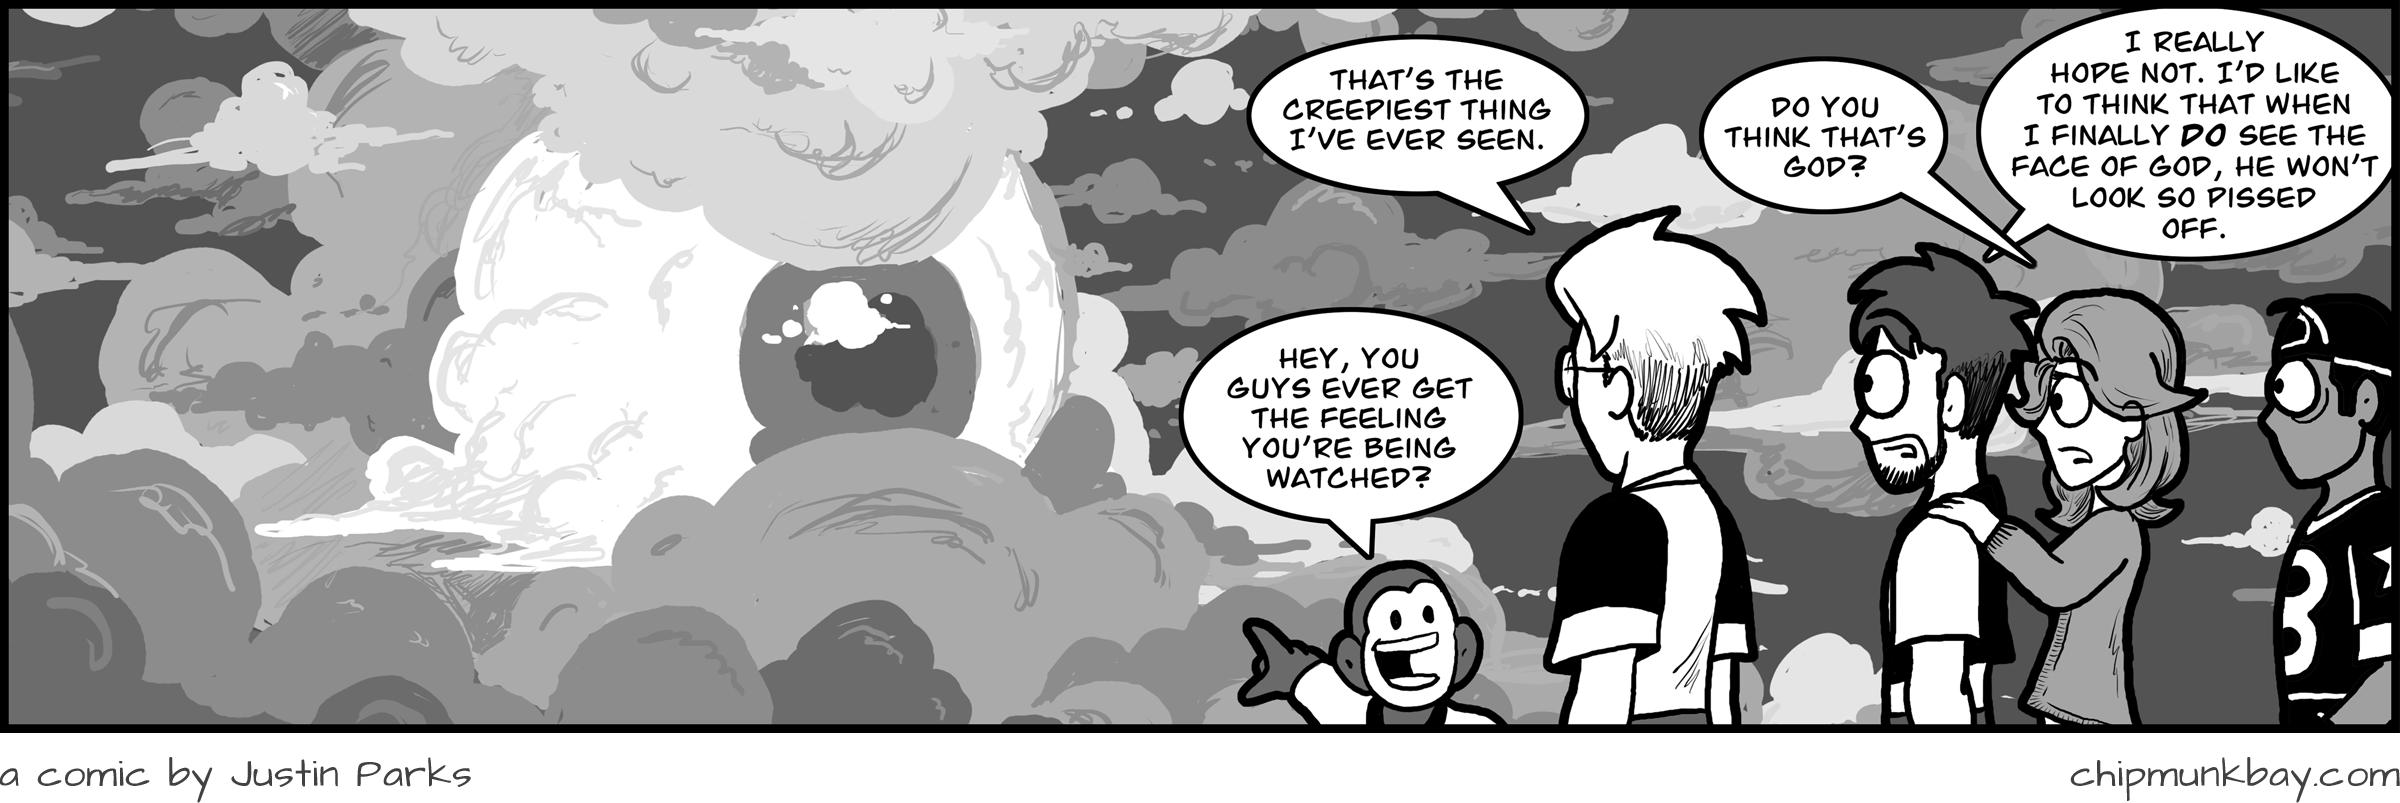 HEY, YOU
GUYS EVER GET
THE FEELING
YOU'RE BEING
WATCHED?
THAT'S THE
CREEPIEST THING
I'VE EVER SEEN.
DO YOU
THINK THAT'S
GOD?
I REALLY
HOPE NOT. I'D LIKE
TO THINK THAT WHEN
I FINALLY DO SEE THE
FACE OF GOD, HE WON'T
LOOK SO PISSED
OFF.
3
a comic by Justin Parks
chipmunkbay.com